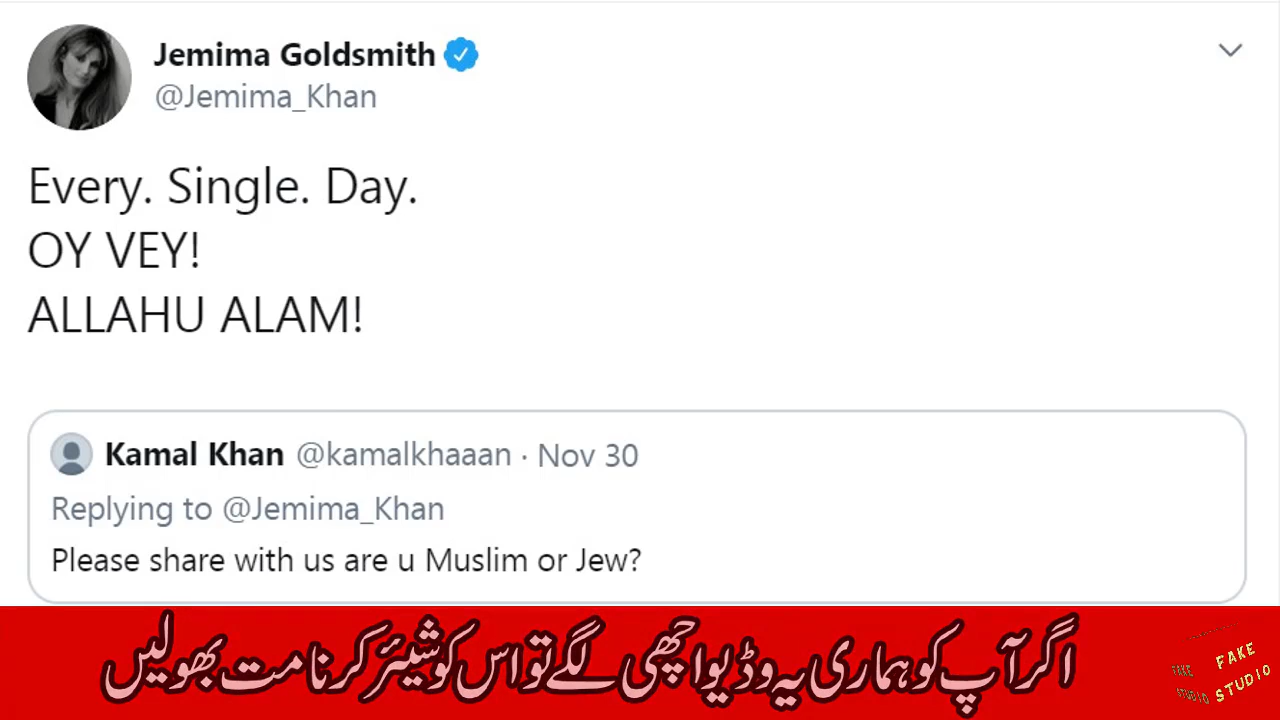 Jemima Goldsmith
@Jemima_Khan
Every. Single. Day.
OY VEY!
ALLAHU ALAM!
Kamal Khan @kamalkhaaan · Nov 30
Replying to @Jemima_Khan
Please share with us are u Muslim or Jew?
اگر آپ کو ہماری یہ وڈیو اچھی لگے تو اس کو شیئر کرنا مت بھولیں
FAKE
STUDIO
FAKE
STUDIO